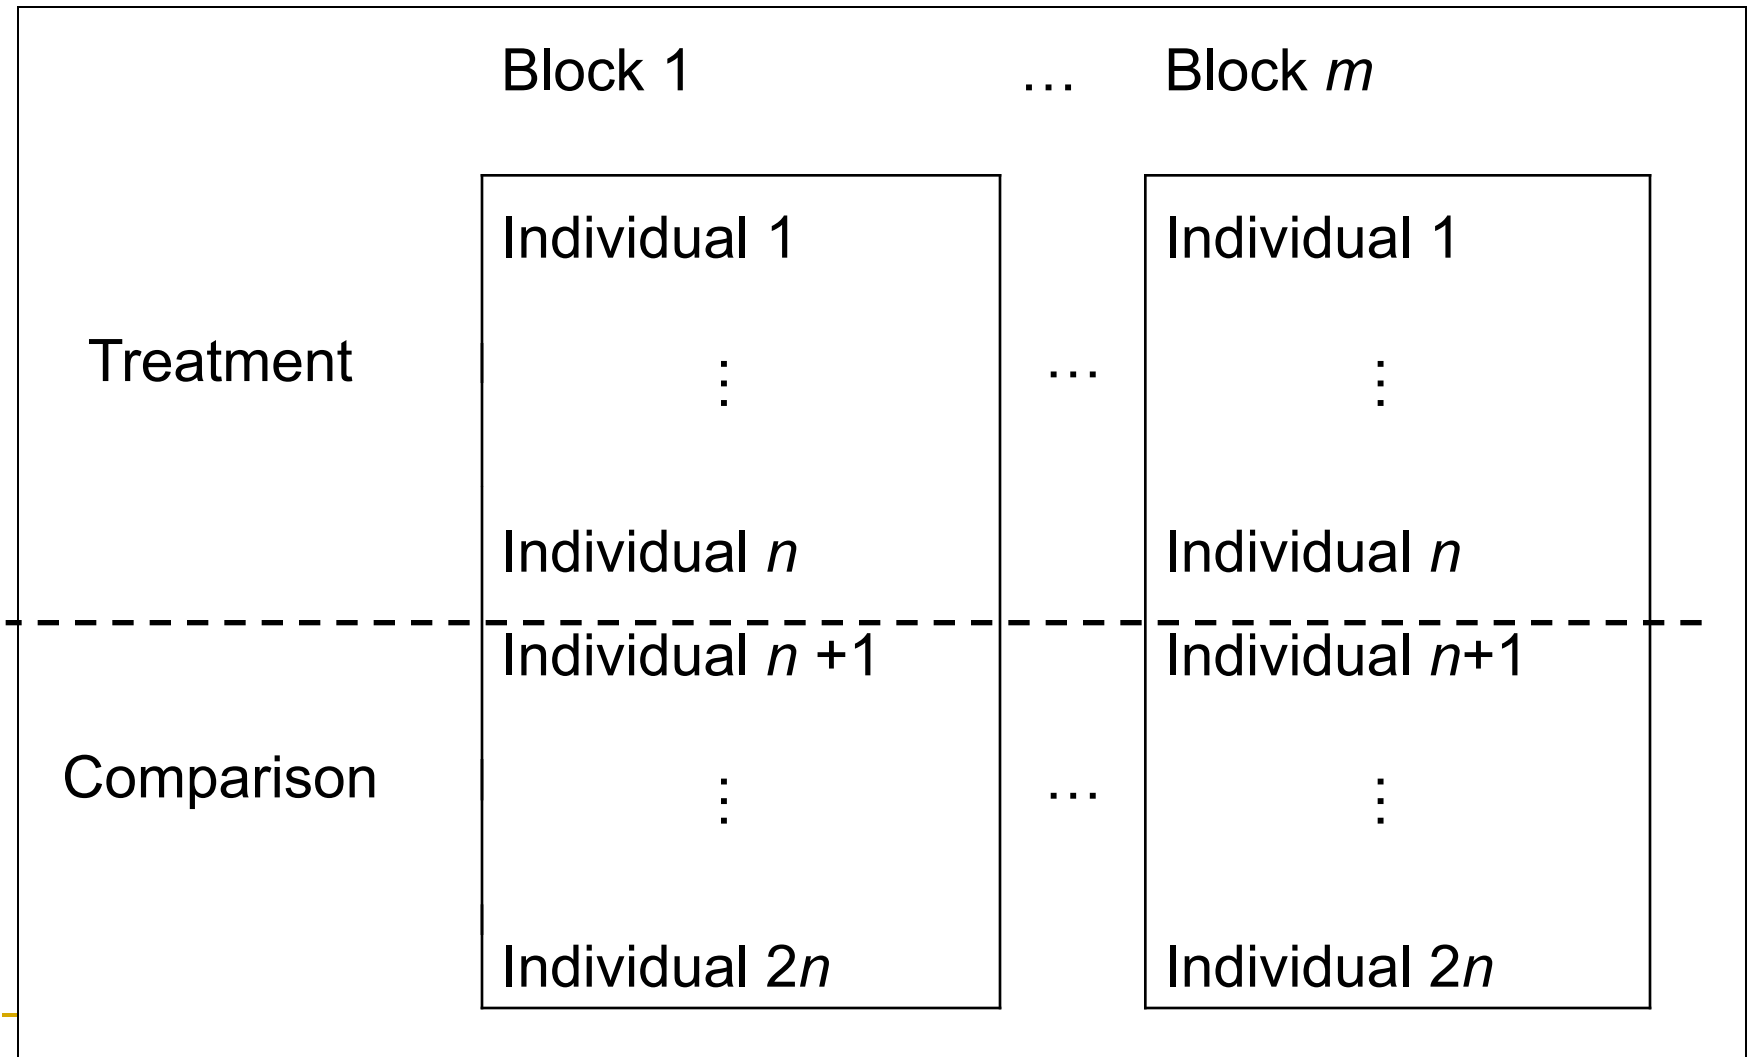 Block 1 … Block m
Individual 1 Individual 1
Treatment ⋮ … ⋮
Individual n Individual n
Individual n +1 Individual n+1
Comparison ⋮ … ⋮
Individual 2n Individual 2n